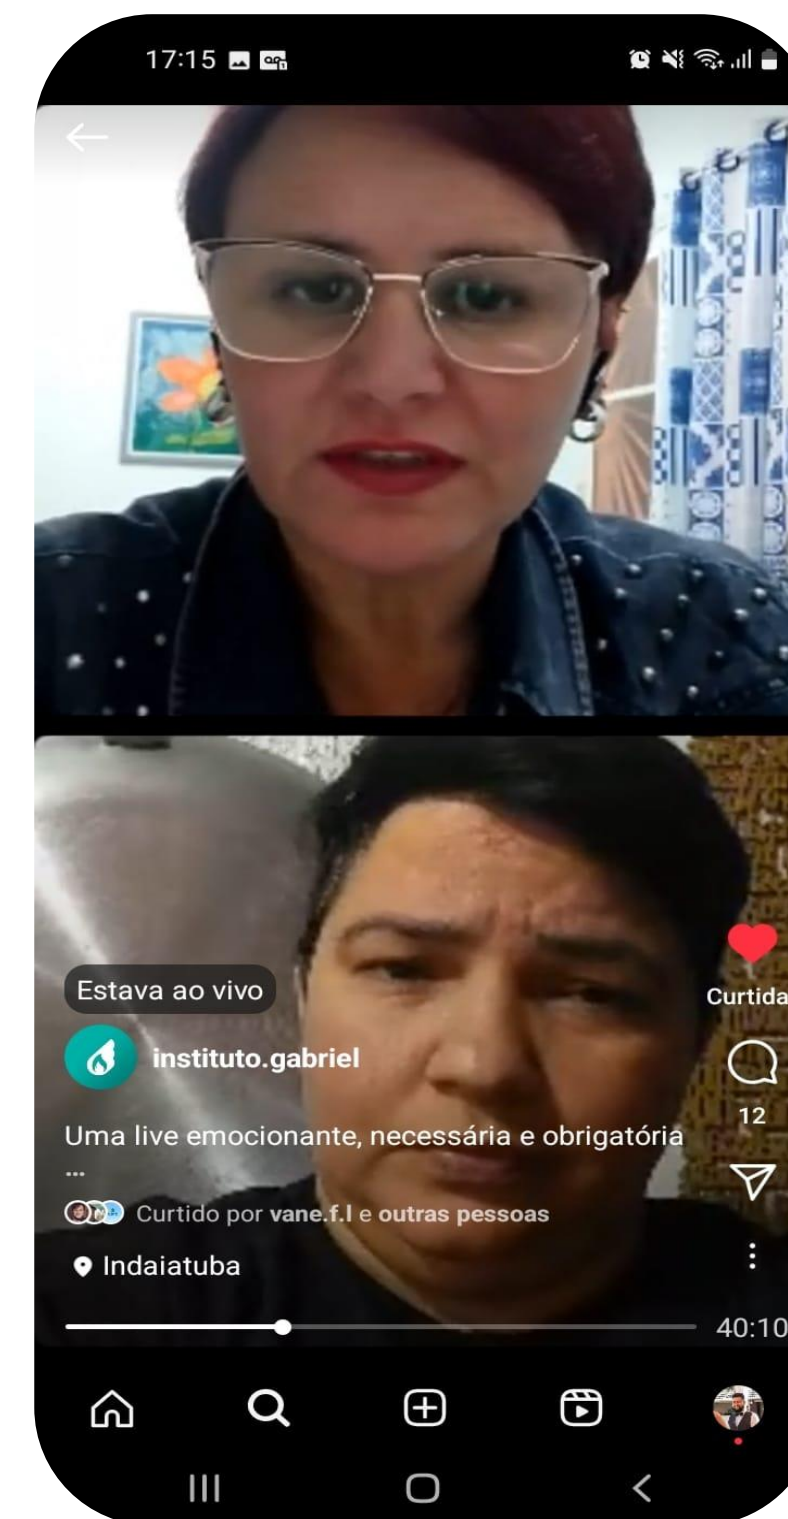 17:15
Estava ao vivo
instituto.gabriel
Curtida
12
Uma live emocionante, necessária e obrigatória
...
Curtido por vane.f.l e outras pessoas
Indaiatuba
40:10